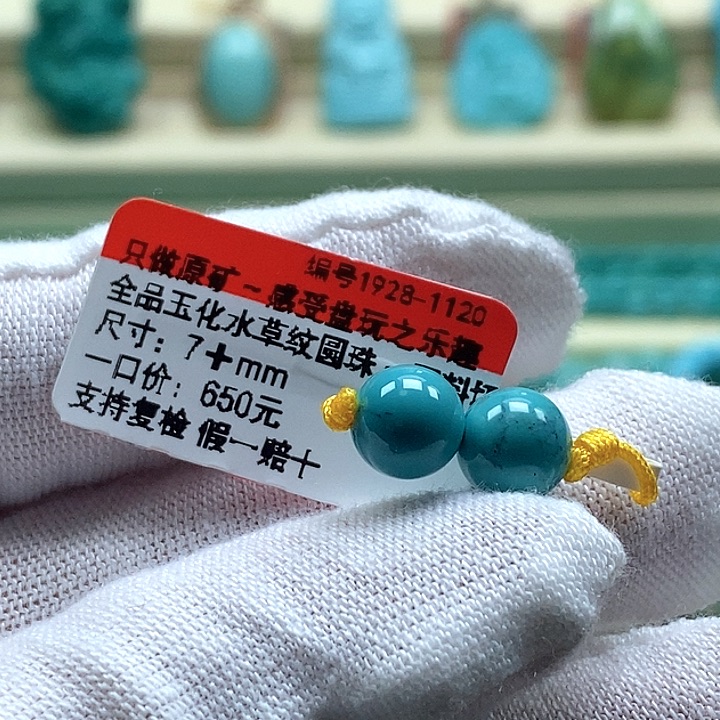 编号1928-1120
只做原矿~感受盘玩之乐趣
全品玉化水草纹圆珠
尺寸：7+mm
一口价：650元
支持复检 假一赔十